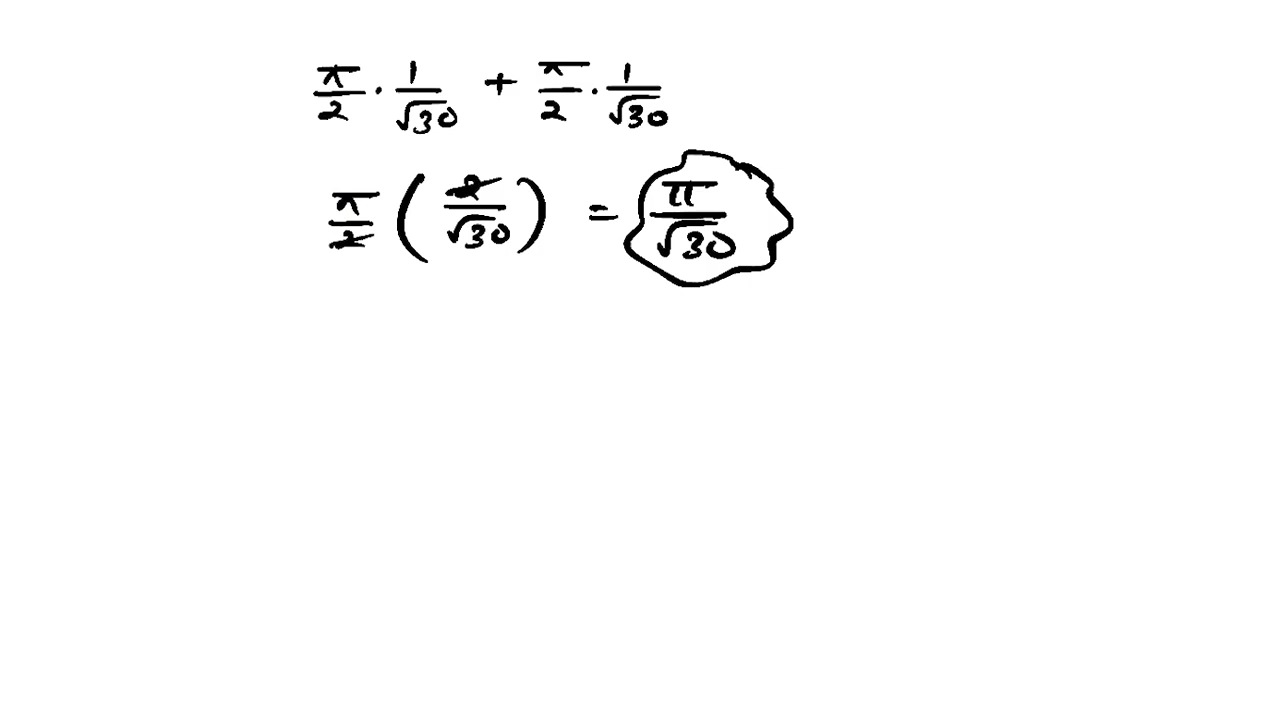 π/2 · 1/√30 + π/2 · 1/√30
π/2 (2/√30) = π/√30